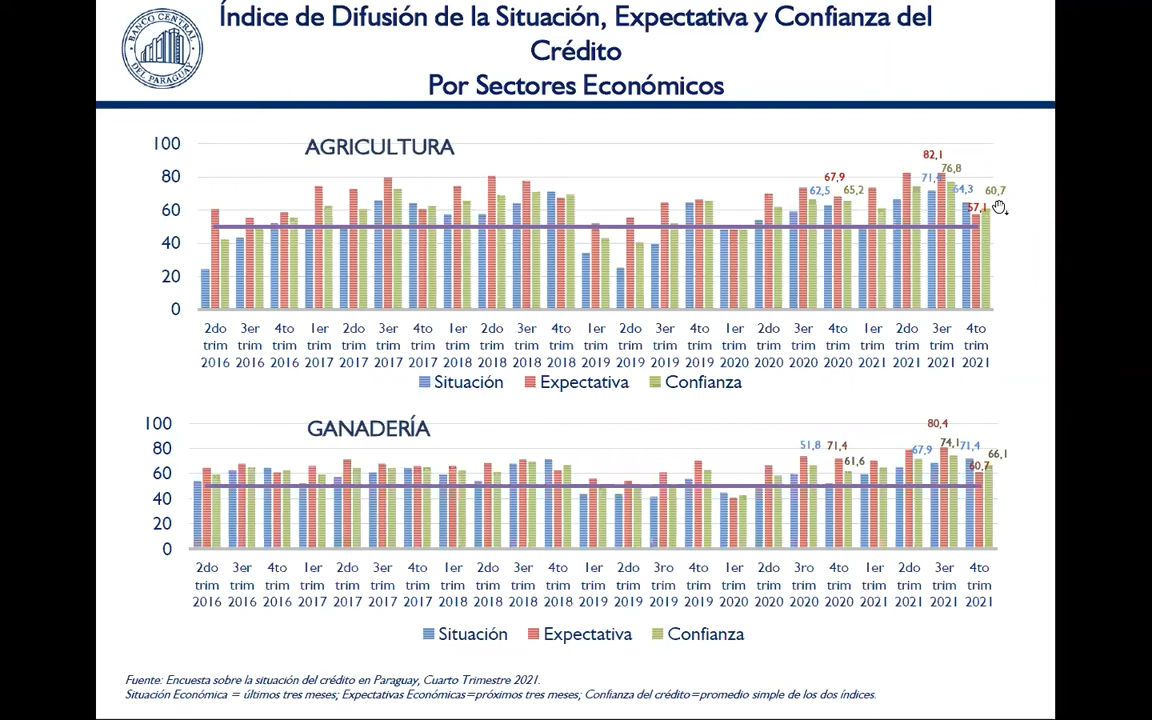 Índice de Difusión de la Situación, Expectativa y Confianza del
Crédito
Por Sectores Económicos
BANCO CENTRAL
DEL PARAGUAY
AGRICULTURA
100
80
60
40
20
0
82,1
76,8
67,9
62,5
65,2
64,3
60,7
57,1
2do trim 2016
3er trim 2016
4to trim 2016
1er trim 2017
2do trim 2017
3er trim 2017
4to trim 2017
1er trim 2018
2do trim 2018
3er trim 2018
4to trim 2018
1er trim 2019
2do trim 2019
3er trim 2019
4to trim 2019
1er trim 2020
2do trim 2020
3er trim 2020
4to trim 2020
1er trim 2021
2do trim 2021
3er trim 2021
4to trim 2021
Situación Expectativa Confianza
GANADERÍA
100
80
60
40
20
0
80,4
51,8 71,4
61,6
67,9
74,1
71,4
60,7
66,1
2do trim 2016
3er trim 2016
4to trim 2016
1er trim 2017
2do trim 2017
3er trim 2017
4to trim 2017
1er trim 2018
2do trim 2018
3er trim 2018
4to trim 2018
1er trim 2019
2do trim 2019
3ro trim 2019
4to trim 2019
1er trim 2020
2do trim 2020
3ro trim 2020
4to trim 2020
1er trim 2021
2do trim 2021
3er trim 2021
4to trim 2021
Situación Expectativa Confianza
Fuente: Encuesta sobre la situación del crédito en Paraguay, Cuarto Trimestre 2021.
Situación Económica = últimos tres meses; Expectativas Económicas=próximos tres meses; Confianza del crédito=promedio simple de los dos índices.